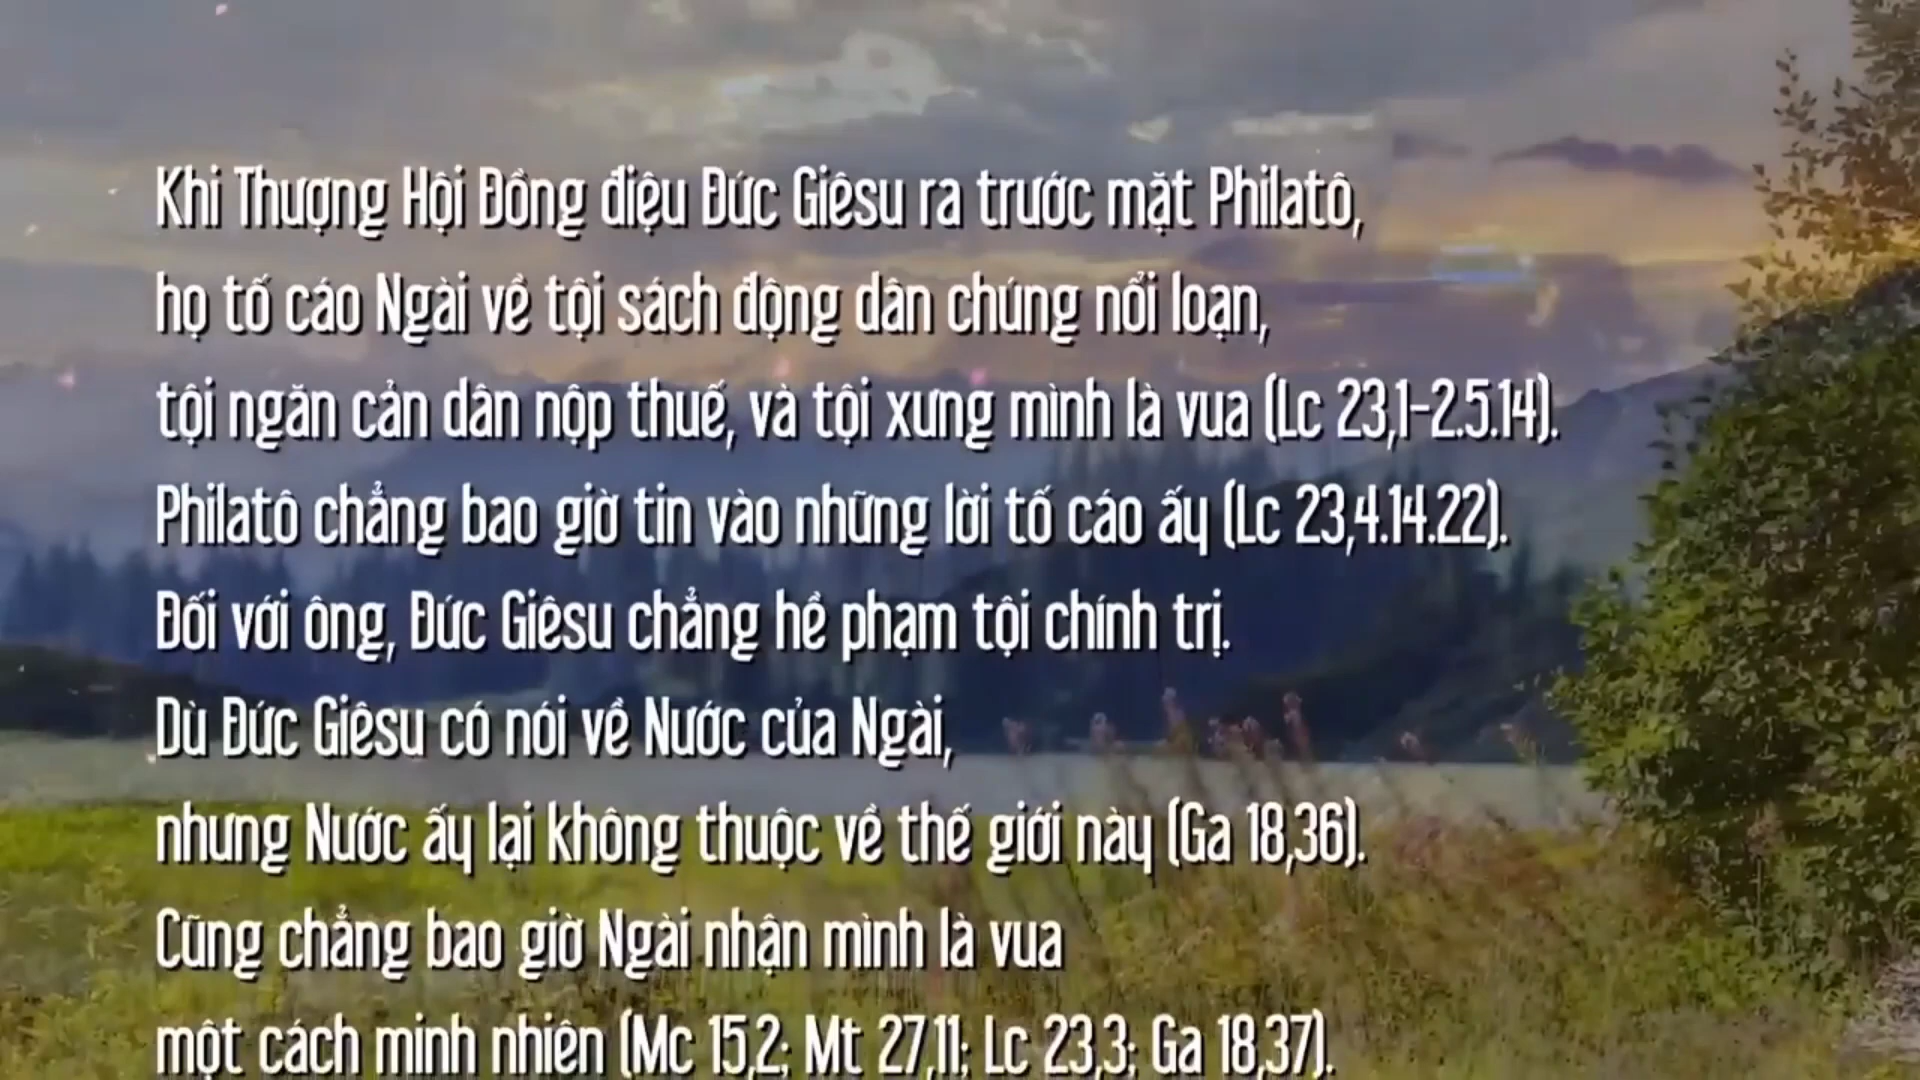 Khi Thượng Hội Đồng điệu Đức Giêsu ra trước mặt Philatô,
họ tố cáo Ngài về tội sách động dân chứng nổi loạn,
tội ngăn cản dân nộp thuế, và tội xưng mình là vua (Lc 23,1-2.5.14).
Philatô chẳng bao giờ tin vào những lời tố cáo ấy (Lc 23,4.14.22).
Đối với ông, Đức Giêsu chẳng hề phạm tội chính trị.
Dù Đức Giêsu có nói về Nước của Ngài,
nhưng Nước ấy lại không thuộc về thế giới này (Ga 18,36).
Cũng chẳng bao giờ Ngài nhận mình là vua
một cách minh nhiên (Mc 15,2; Mt 27,11; Lc 23,3; Ga 18,37).